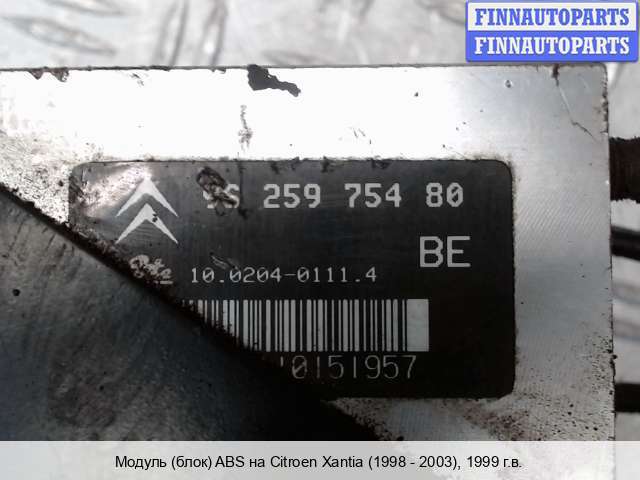 FINNAUTOPARTS
FINNAUTOPARTS
259 754 80
BE
10.0204-0111.4
0151957
Модуль (блок) ABS на Citroen Xantia (1998 - 2003), 1999 г.в.